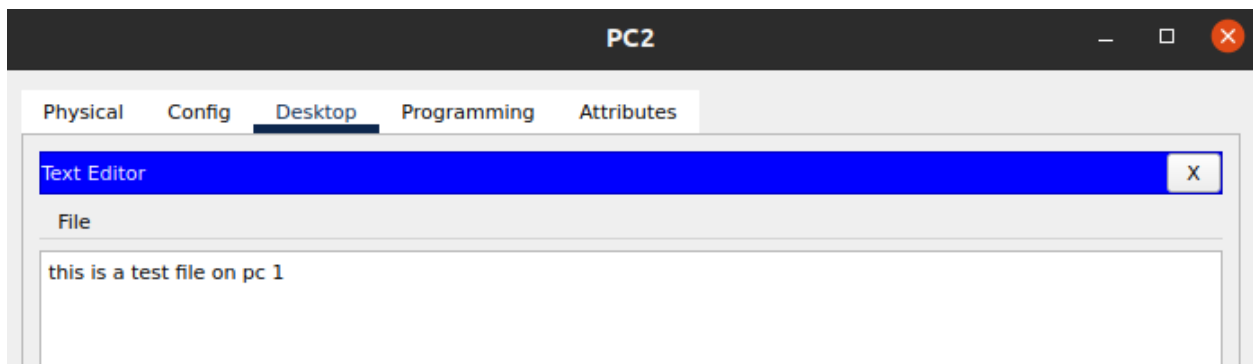 PC2
Physical Config Desktop Programming Attributes
Text Editor X
File
this is a test file on pc 1